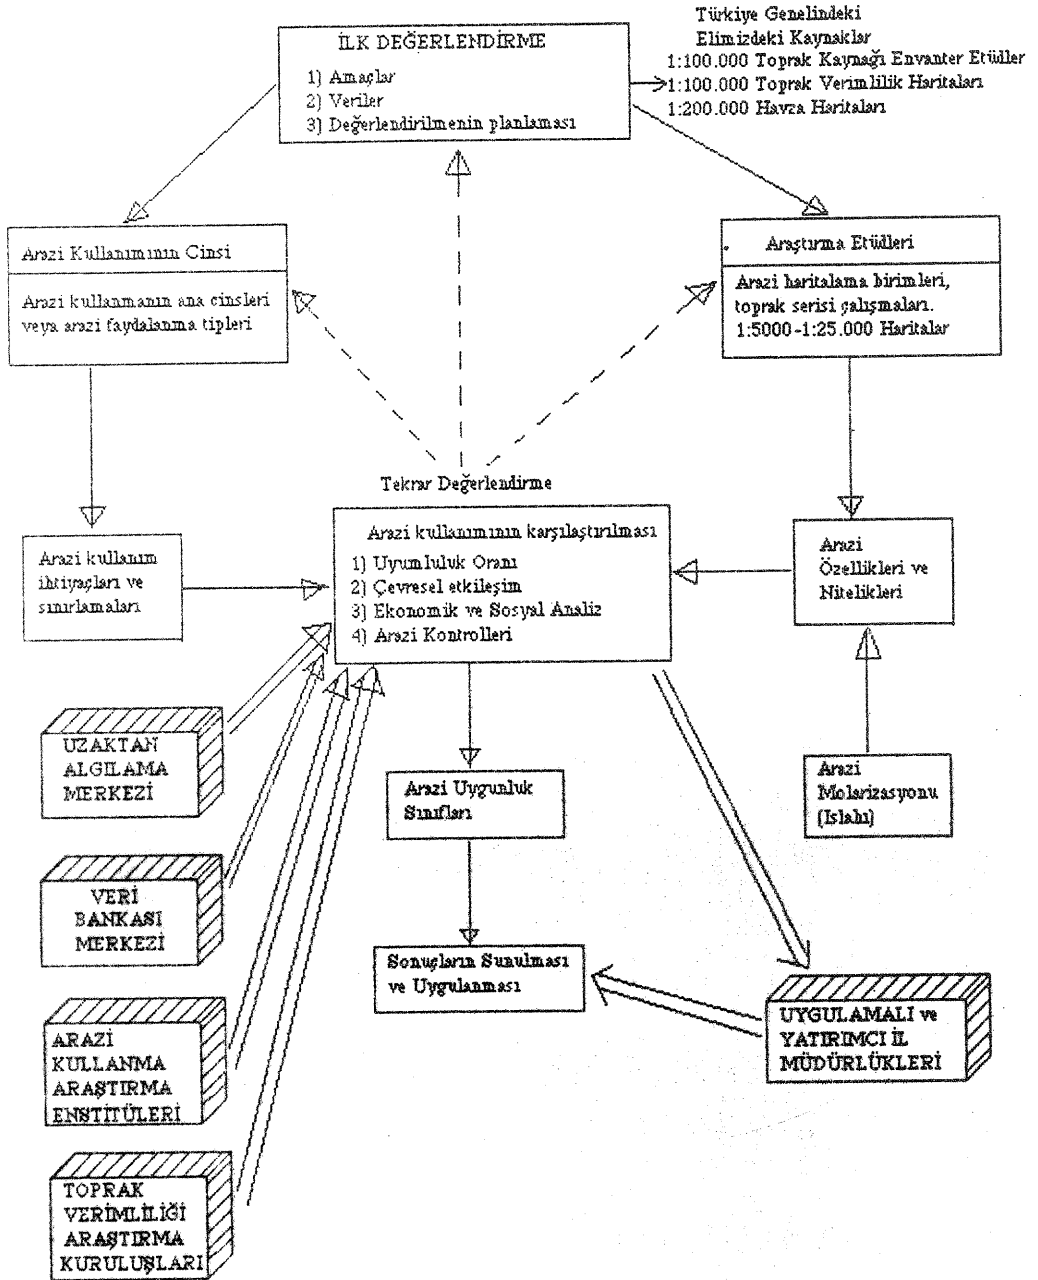 Türkiye Genelindeki
Elimizdeki Kaynaklar
1:100.000 Toprak Kaynağı Envanter Etüdler
1:100.000 Toprak Verimlilik Haritaları
1:200.000 Havza Haritaları
İLK DEĞERLENDİRME
1) Amaçlar
2) Veriler
3) Değerlendirilmenin planlaması
Arazi Kullanımının Cinsi
Arazi kullanmanın ana cinsleri
veya arazi faydalanma tipleri
Araştırma Etüdleri
Arazi haritalama birimleri,
toprak serisi çalışmaları.
1:5000-1:25.000 Haritalar
Tekrar Değerlendirme
Arazi kullanımının karşılaştırılması
1) Uyumluluk Oranı
2) Çevresel etkileşim
3) Ekonomik ve Sosyal Analiz
4) Arazi Kontrolleri
Arazi kullanım
ihtiyaçları ve
sınırlamaları
Arazi
Özellikleri ve
Nitelikleri
UZAKTAN
ALGILAMA
MERKEZİ
Arazi Uygunluk
Sınıfları
Arazi
Molarizasyonu
(Islahı)
VERİ
BANKASI
MERKEZİ
Sonuçların Sunulması
ve Uygulanması
UYGULAMALI ve
YATIRIMCI İL
MÜDÜRLÜKLERİ
ARAZİ
KULLANMA
ARAŞTIRMA
ENSTİTÜLERİ
TOPRAK
VERİMLİLİĞİ
ARAŞTIRMA
KURULUŞLARI